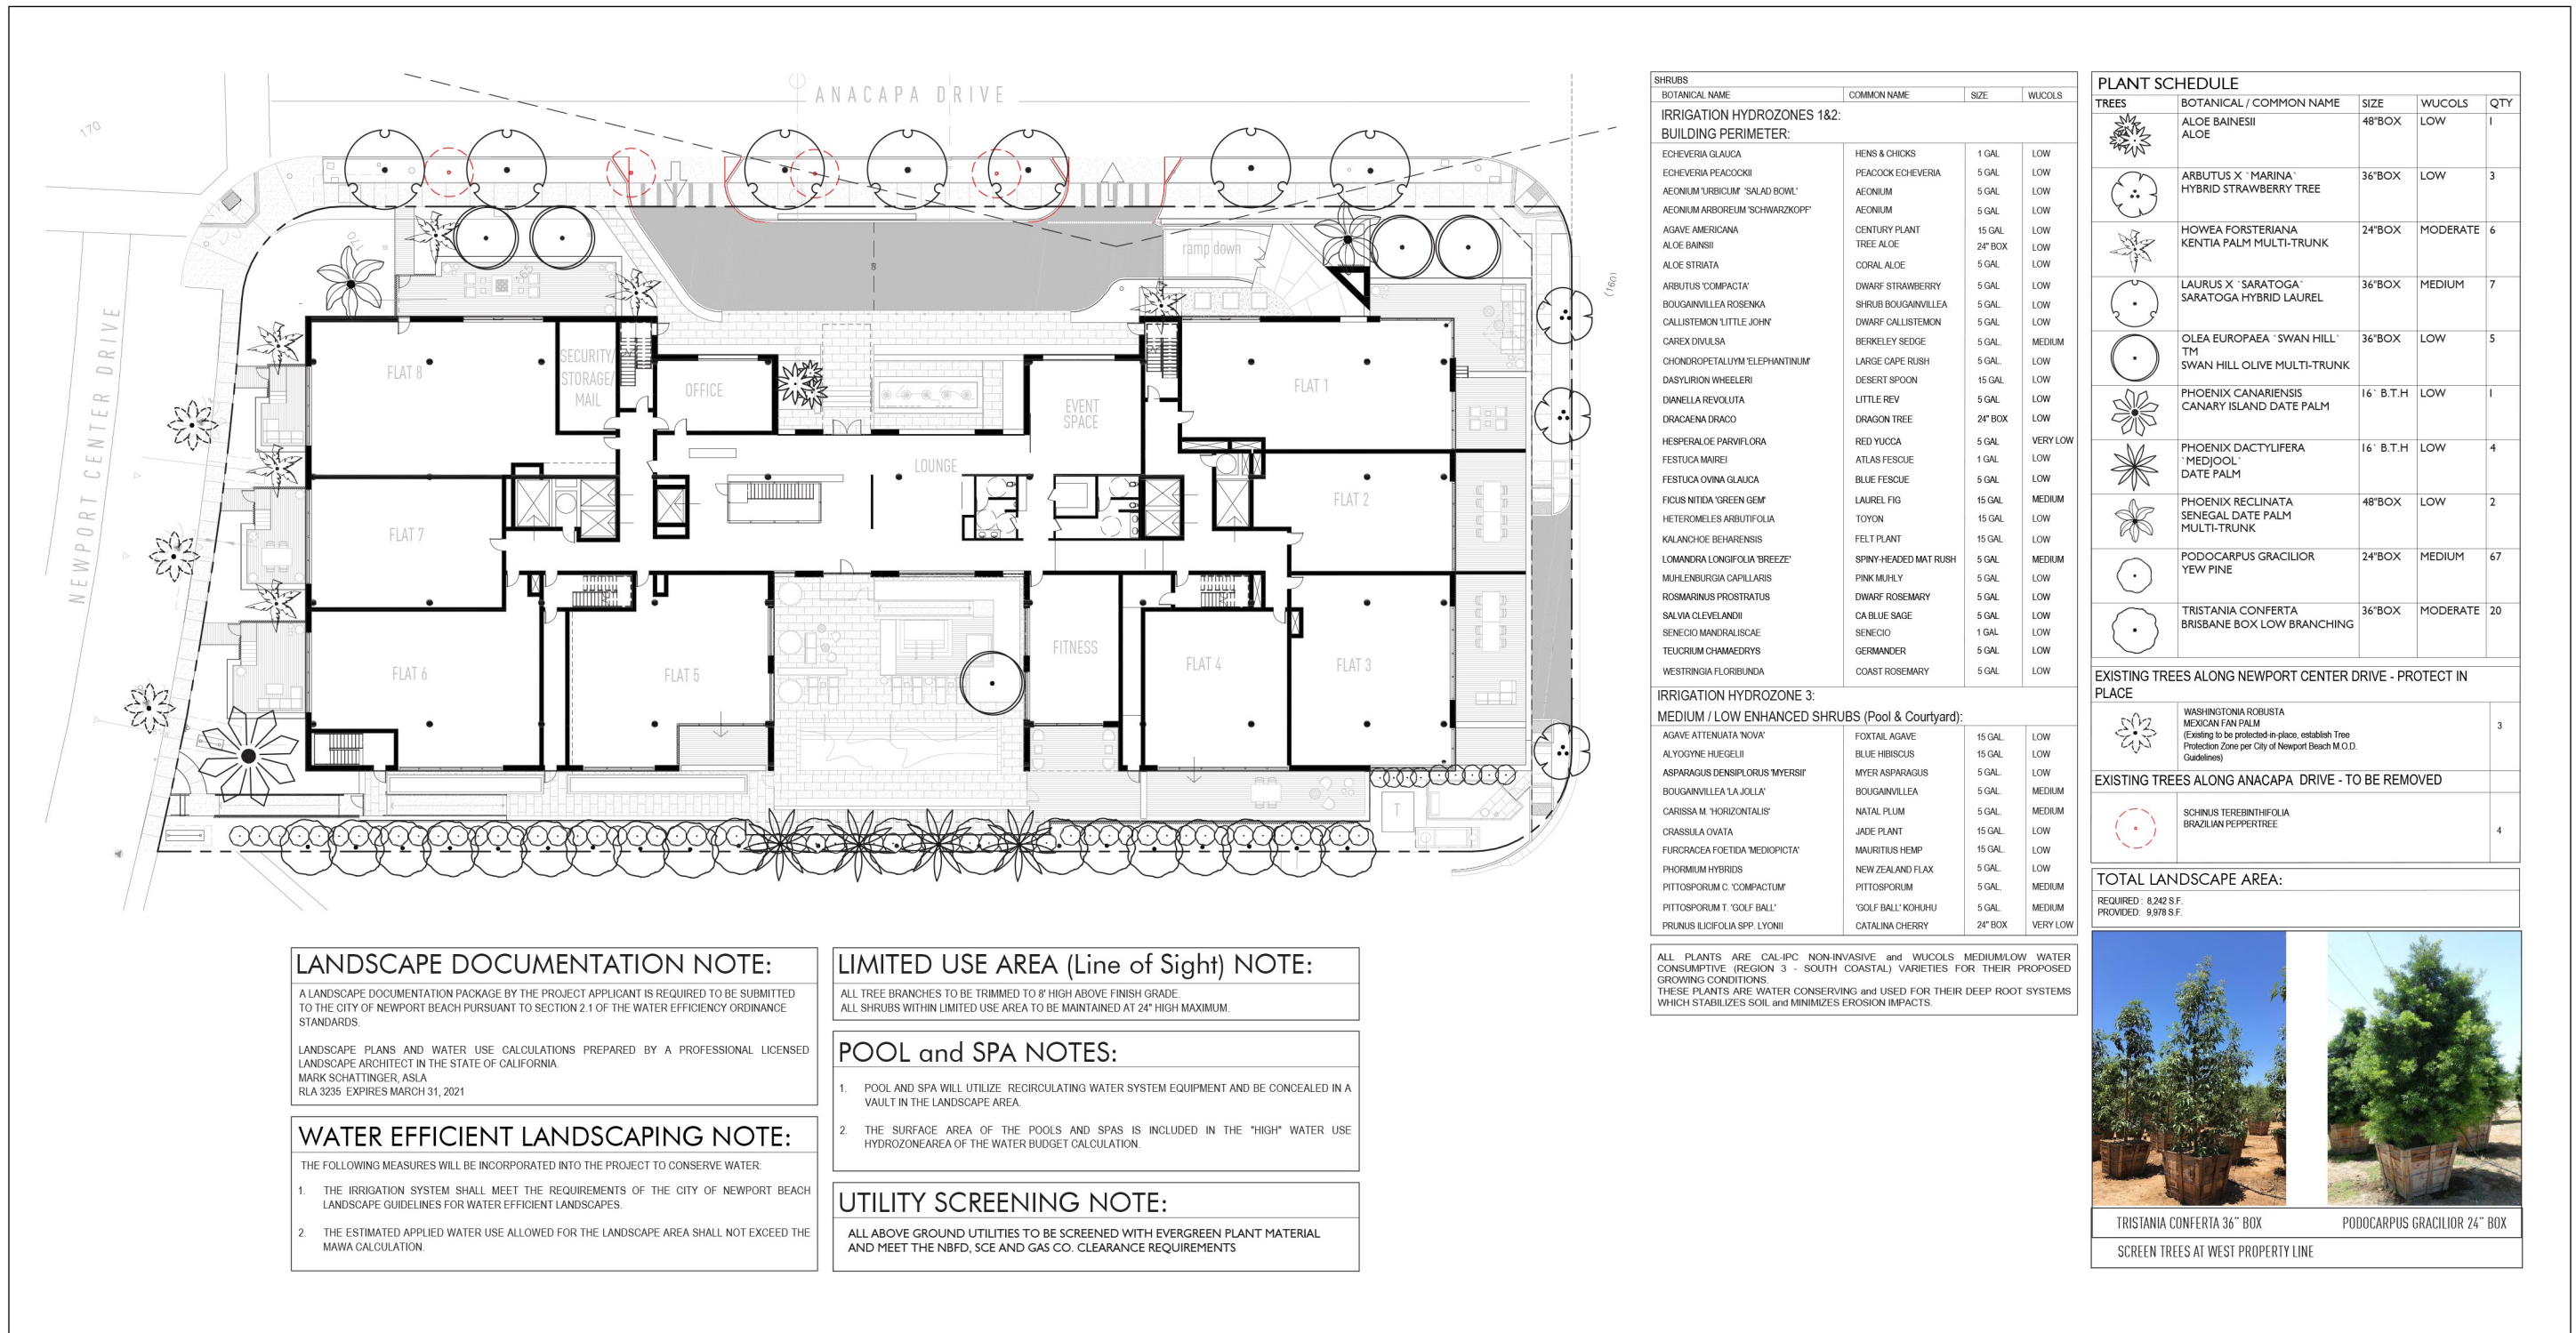 ANACAPA DRIVE
170
170
165
(160)
NEWPORT CENTER DRIVE
ramp down
FLAT 8
SECURITY/
STORAGE/
MAIL
OFFICE
EVENT
SPACE
FLAT 1
LOUNGE
FLAT 2
FLAT 7
FLAT 6
FLAT 5
FITNESS
FLAT 4
FLAT 3
T
LANDSCAPE DOCUMENTATION NOTE:
A LANDSCAPE DOCUMENTATION PACKAGE BY THE PROJECT APPLICANT IS REQUIRED TO BE SUBMITTED
TO THE CITY OF NEWPORT BEACH PURSUANT TO SECTION 2.1 OF THE WATER EFFICIENCY ORDINANCE
STANDARDS.
LANDSCAPE PLANS AND WATER USE CALCULATIONS PREPARED BY A PROFESSIONAL LICENSED
LANDSCAPE ARCHITECT IN THE STATE OF CALIFORNIA.
MARK SCHATTINGER, ASLA
RLA 3235 EXPIRES MARCH 31, 2021
WATER EFFICIENT LANDSCAPING NOTE:
THE FOLLOWING MEASURES WILL BE INCORPORATED INTO THE PROJECT TO CONSERVE WATER:
1. THE IRRIGATION SYSTEM SHALL MEET THE REQUIREMENTS OF THE CITY OF NEWPORT BEACH
LANDSCAPE GUIDELINES FOR WATER EFFICIENT LANDSCAPES.
2. THE ESTIMATED APPLIED WATER USE ALLOWED FOR THE LANDSCAPE AREA SHALL NOT EXCEED THE
MAWA CALCULATION.
LIMITED USE AREA (Line of Sight) NOTE:
ALL TREE BRANCHES TO BE TRIMMED TO 8' HIGH ABOVE FINISH GRADE.
ALL SHRUBS WITHIN LIMITED USE AREA TO BE MAINTAINED AT 24" HIGH MAXIMUM.
POOL and SPA NOTES:
1. POOL AND SPA WILL UTILIZE RECIRCULATING WATER SYSTEM EQUIPMENT AND BE CONCEALED IN A
VAULT IN THE LANDSCAPE AREA.
2. THE SURFACE AREA OF THE POOLS AND SPAS IS INCLUDED IN THE "HIGH" WATER USE
HYDROZONEAREA OF THE WATER BUDGET CALCULATION.
UTILITY SCREENING NOTE:
ALL ABOVE GROUND UTILITIES TO BE SCREENED WITH EVERGREEN PLANT MATERIAL
AND MEET THE NBFD, SCE AND GAS CO. CLEARANCE REQUIREMENTS
SHRUBS
BOTANICAL NAME COMMON NAME SIZE WUCOLS
IRRIGATION HYDROZONES 1&2:
BUILDING PERIMETER:
ECHEVERIA GLAUCA HENS & CHICKS 1 GAL LOW
ECHEVERIA PEACOCKII PEACOCK ECHEVERIA 5 GAL LOW
AEONIUM 'URBICUM' 'SALAD BOWL' AEONIUM 5 GAL LOW
AEONIUM ARBOREUM 'SCHWARZKOPF' AEONIUM 5 GAL LOW
AGAVE AMERICANA CENTURY PLANT 15 GAL LOW
ALOE BAINSII TREE ALOE 24" BOX LOW
ALOE STRIATA CORAL ALOE 5 GAL LOW
ARBUTUS 'COMPACTA' DWARF STRAWBERRY 5 GAL LOW
BOUGAINVILLEA ROSENKA SHRUB BOUGAINVILLEA 5 GAL. LOW
CALLISTEMON 'LITTLE JOHN' DWARF CALLISTEMON 5 GAL LOW
CAREX DIVULSA BERKELEY SEDGE 5 GAL MEDIUM
CHONDROPETALUYM 'ELEPHANTINUM' LARGE CAPE RUSH 5 GAL. LOW
DASYLIRION WHEELERI DESERT SPOON 15 GAL LOW
DIANELLA REVOLUTA LITTLE REV 5 GAL LOW
DRACAENA DRACO DRAGON TREE 24" BOX LOW
HESPERALOE PARVIFLORA RED YUCCA 5 GAL VERY LOW
FESTUCA MAIREI ATLAS FESCUE 1 GAL LOW
FESTUCA OVINA GLAUCA BLUE FESCUE 5 GAL LOW
FICUS NITIDA 'GREEN GEM' LAUREL FIG 15 GAL MEDIUM
HETEROMELES ARBUTIFOLIA TOYON 15 GAL LOW
KALANCHOE BEHARENSIS FELT PLANT 15 GAL LOW
LOMANDRA LONGIFOLIA 'BREEZE' SPINY-HEADED MAT RUSH 5 GAL MEDIUM
MUHLENBURGIA CAPILLARIS PINK MUHLY 5 GAL LOW
ROSMARINUS PROSTRATUS DWARF ROSEMARY 5 GAL LOW
SALVIA CLEVELANDII CA BLUE SAGE 5 GAL LOW
SENECIO MANDRALISCAE SENECIO 1 GAL LOW
TEUCRIUM CHAMAEDRYS GERMANDER 5 GAL LOW
WESTRINGIA FLORIBUNDA COAST ROSEMARY 5 GAL LOW
IRRIGATION HYDROZONE 3:
MEDIUM / LOW ENHANCED SHRUBS (Pool & Courtyard):
AGAVE ATTENUATA 'NOVA' FOXTAIL AGAVE 15 GAL. LOW
ALYOGYNE HUEGELII BLUE HIBISCUS 15 GAL LOW
ASPARAGUS DENSIPLORUS 'MYERSII' MYER ASPARAGUS 5 GAL. LOW
BOUGAINVILLEA 'LA JOLLA' BOUGAINVILLEA 5 GAL. MEDIUM
CARISSA M. 'HORIZONTALIS' NATAL PLUM 5 GAL. MEDIUM
CRASSULA OVATA JADE PLANT 15 GAL. LOW
FURCRACEA FOETIDA 'MEDIOPICTA' MAURITIUS HEMP 15 GAL. LOW
PHORMIUM HYBRIDS NEW ZEALAND FLAX 5 GAL. LOW
PITTOSPORUM C. 'COMPACTUM' PITTOSPORUM 5 GAL. MEDIUM
PITTOSPORUM T. 'GOLF BALL' 'GOLF BALL' KOHUHU 5 GAL. MEDIUM
PRUNUS ILICIFOLIA SPP. LYONII CATALINA CHERRY 24" BOX VERY LOW
ALL PLANTS ARE CAL-IPC NON-INVASIVE and WUCOLS MEDIUM/LOW WATER
CONSUMPTIVE (REGION 3 - SOUTH COASTAL) VARIETIES FOR THEIR PROPOSED
GROWING CONDITIONS.
THESE PLANTS ARE WATER CONSERVING and USED FOR THEIR DEEP ROOT SYSTEMS
WHICH STABILIZES SOIL and MINIMIZES EROSION IMPACTS.
PLANT SCHEDULE
TREES BOTANICAL / COMMON NAME SIZE WUCOLS QTY
ALOE BAINESII 48"BOX LOW 1
ALOE
ARBUTUS X `MARINA` 36"BOX LOW 3
HYBRID STRAWBERRY TREE
HOWEA FORSTERIANA 24"BOX MODERATE 6
KENTIA PALM MULTI-TRUNK
LAURUS X `SARATOGA` 36"BOX MEDIUM 7
SARATOGA HYBRID LAUREL
OLEA EUROPAEA `SWAN HILL` 36"BOX LOW 5
TM
SWAN HILL OLIVE MULTI-TRUNK
PHOENIX CANARIENSIS 16` B.T.H LOW 1
CANARY ISLAND DATE PALM
PHOENIX DACTYLIFERA 16` B.T.H LOW 4
`MEDJOOL`
DATE PALM
PHOENIX RECLINATA 48"BOX LOW 2
SENEGAL DATE PALM
MULTI-TRUNK
PODOCARPUS GRACILIOR 24"BOX MEDIUM 67
YEW PINE
TRISTANIA CONFERTA 36"BOX MODERATE 20
BRISBANE BOX LOW BRANCHING
EXISTING TREES ALONG NEWPORT CENTER DRIVE - PROTECT IN
PLACE
WASHINGTONIA ROBUSTA
MEXICAN FAN PALM 3
(Existing to be protected-in-place, establish Tree
Protection Zone per City of Newport Beach M.O.D.
Guidelines)
EXISTING TREES ALONG ANACAPA DRIVE - TO BE REMOVED
SCHINUS TEREBINTHIFOLIA
BRAZILIAN PEPPERTREE 4
TOTAL LANDSCAPE AREA:
REQUIRED : 8,242 S.F.
PROVIDED: 9,978 S.F.
TRISTANIA CONFERTA 36" BOX PODOCARPUS GRACILIOR 24" BOX
SCREEN TREES AT WEST PROPERTY LINE